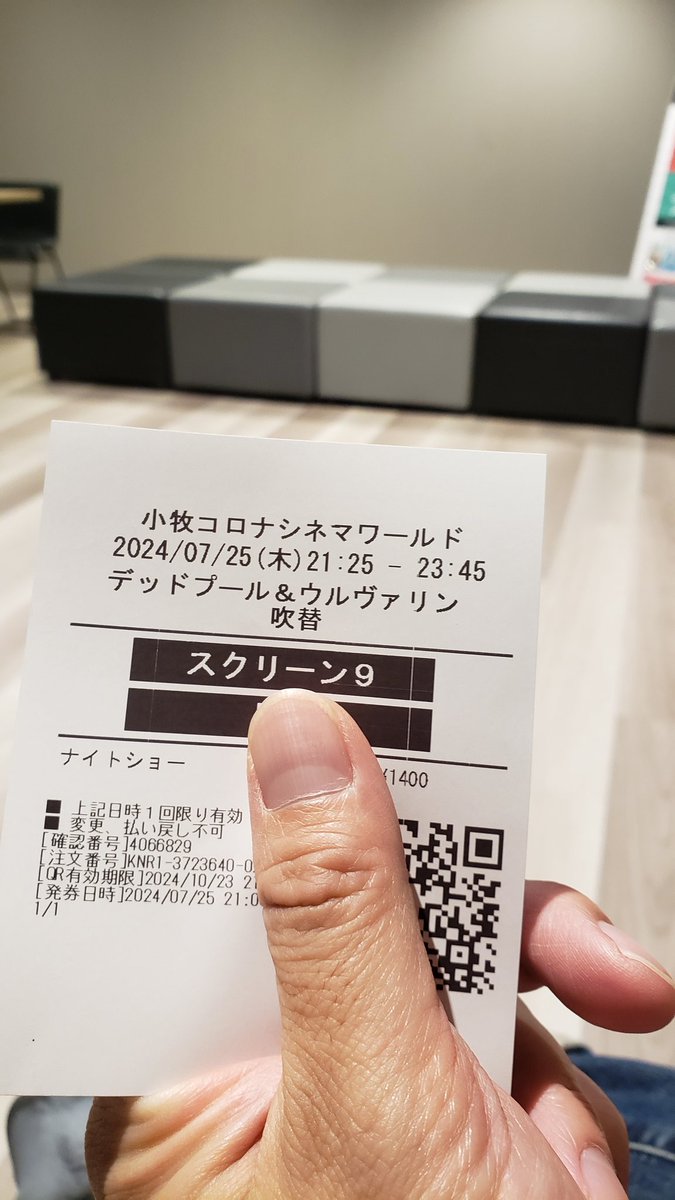 小牧コロナシネマワールド
2024/07/25(木)21:25 - 23:45
デッドプール＆ウルヴァリン
吹替
スクリーン9
ナイトショー ¥1400
■ 上記日時1回限り有効
■ 変更、払い戻し不可
[確認番号]4066829
[注文番号]KNR1-3723640-0
[QR有効期限]2024/10/23 2
[発券日時]2024/07/25 21:0
1/1